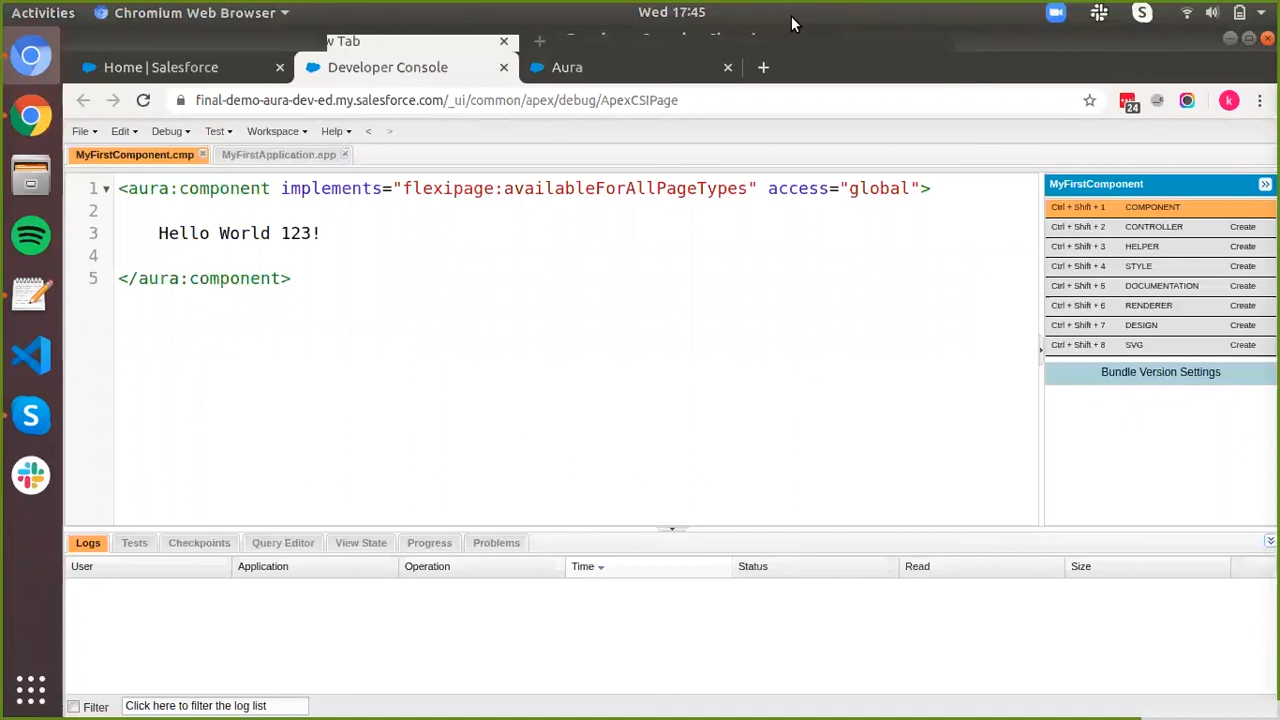 Activities Chromium Web Browser Wed 17:45
w Tab
Home | Salesforce Developer Console Aura
final-demo-aura-dev-ed.my.salesforce.com/_ui/common/apex/debug/ApexCSIPage 24 k
File Edit Debug Test Workspace Help < >
MyFirstComponent.cmp MyFirstApplication.app
1 <aura:component implements="flexipage:availableForAllPageTypes" access="global">
2
3 Hello World 123!
4
5 </aura:component>
MyFirstComponent
Ctrl + Shift + 1 COMPONENT
Ctrl + Shift + 2 CONTROLLER Create
Ctrl + Shift + 3 HELPER Create
Ctrl + Shift + 4 STYLE Create
Ctrl + Shift + 5 DOCUMENTATION Create
Ctrl + Shift + 6 RENDERER Create
Ctrl + Shift + 7 DESIGN Create
Ctrl + Shift + 8 SVG Create
Bundle Version Settings
Logs Tests Checkpoints Query Editor View State Progress Problems
User Application Operation Time Status Read Size
Filter Click here to filter the log list